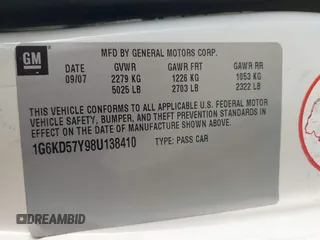 GM
MFD BY GENERAL MOTORS CORP.
DATE GVWR GAWR FRT GAWR RR
09/07 2279 KG 1226 KG 1053 KG
5025 LB 2703 LB 2322 LB
THIS VEHICLE CONFORMS TO ALL APPLICABLE U.S. FEDERAL MOTOR
VEHICLE SAFETY, BUMPER, AND THEFT PREVENTION STANDARDS IN
EFFECT ON THE DATE OF MANUFACTURE SHOWN ABOVE.
1G6KD57Y98U138410 TYPE: PASS CAR
DREAMBID